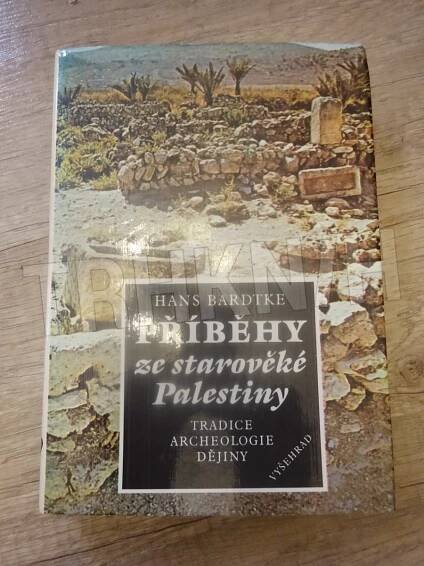 HANS BARDTKE
PŘÍBĚHY
ze starověké
Palestiny
TRADICE
ARCHEOLOGIE
DĚJINY
VYŠEHRAD